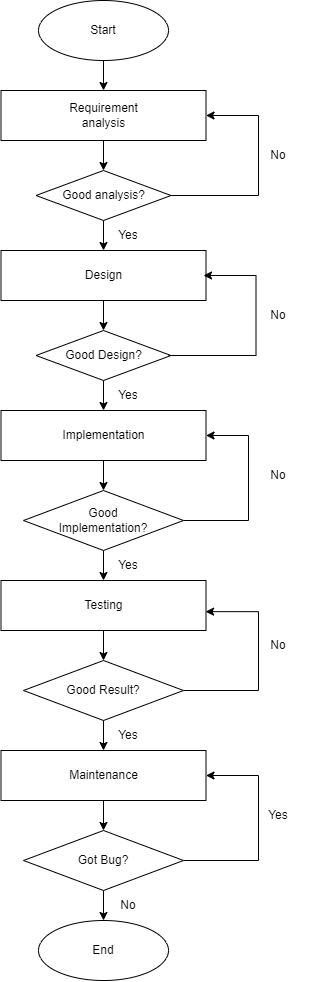 Start
Requirement
analysis
No
Good analysis?
Yes
Design
No
Good Design?
Yes
Implementation
No
Good
Implementation?
Yes
Testing
No
Good Result?
Yes
Maintenance
Yes
Got Bug?
No
End